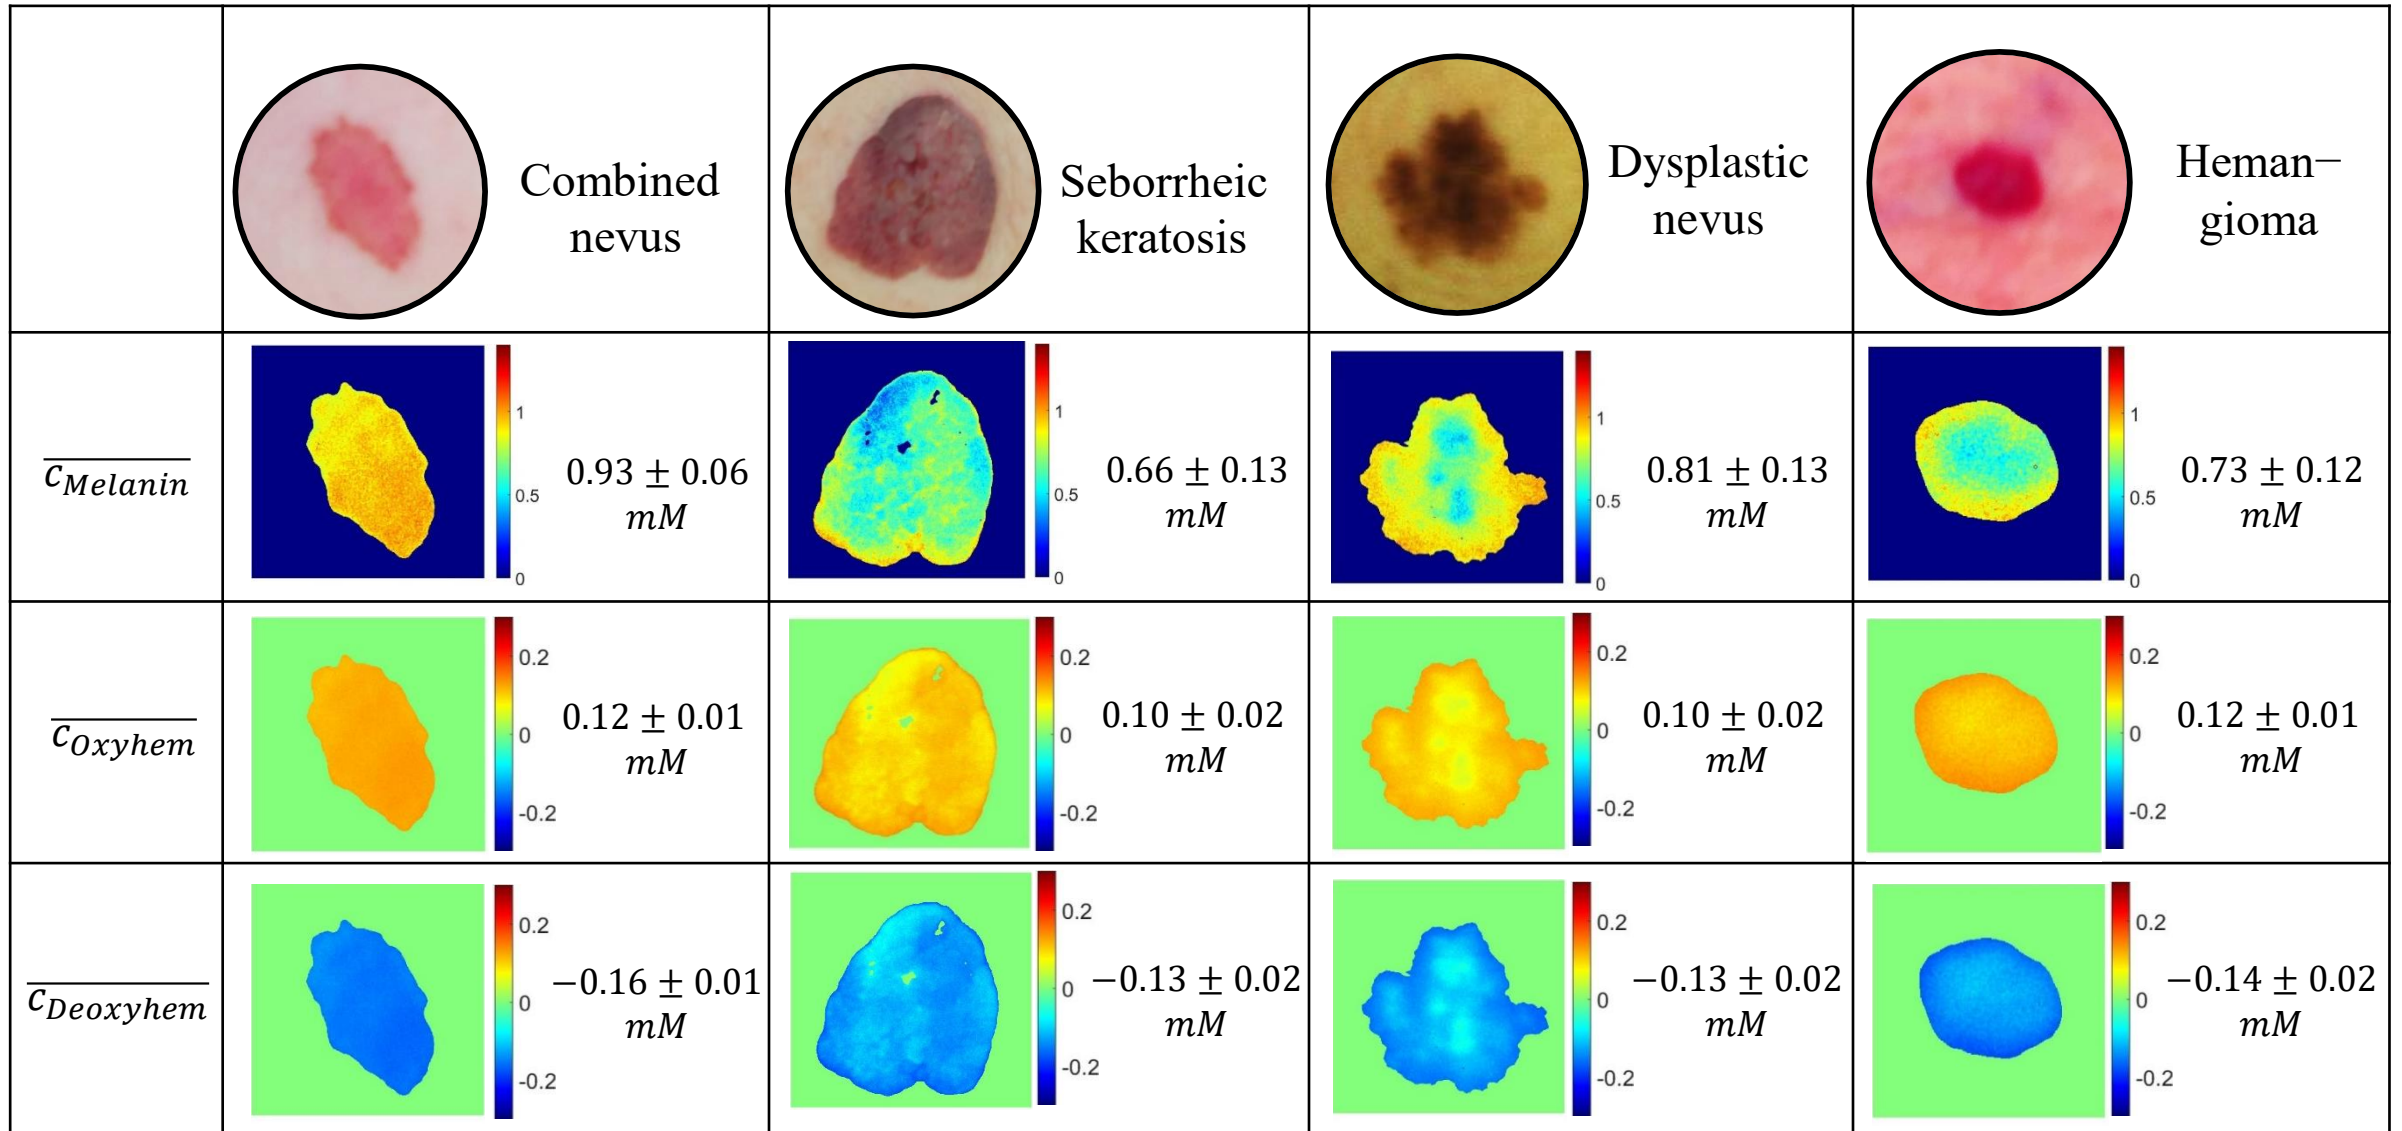 Combined
nevus
Seborrheic
keratosis
Dysplastic
nevus
Heman−
gioma
c_Melanin
1
0.5
0
0.93 ± 0.06
mM
1
0.5
0
0.66 ± 0.13
mM
1
0.5
0
0.81 ± 0.13
mM
1
0.5
0
0.73 ± 0.12
mM
c_Oxyhem
0.2
0
-0.2
0.12 ± 0.01
mM
0.2
0
-0.2
0.10 ± 0.02
mM
0.2
0
-0.2
0.10 ± 0.02
mM
0.2
0
-0.2
0.12 ± 0.01
mM
c_Deoxyhem
0.2
0
-0.2
−0.16 ± 0.01
mM
0.2
0
-0.2
−0.13 ± 0.02
mM
0.2
0
-0.2
−0.13 ± 0.02
mM
0.2
0
-0.2
−0.14 ± 0.02
mM